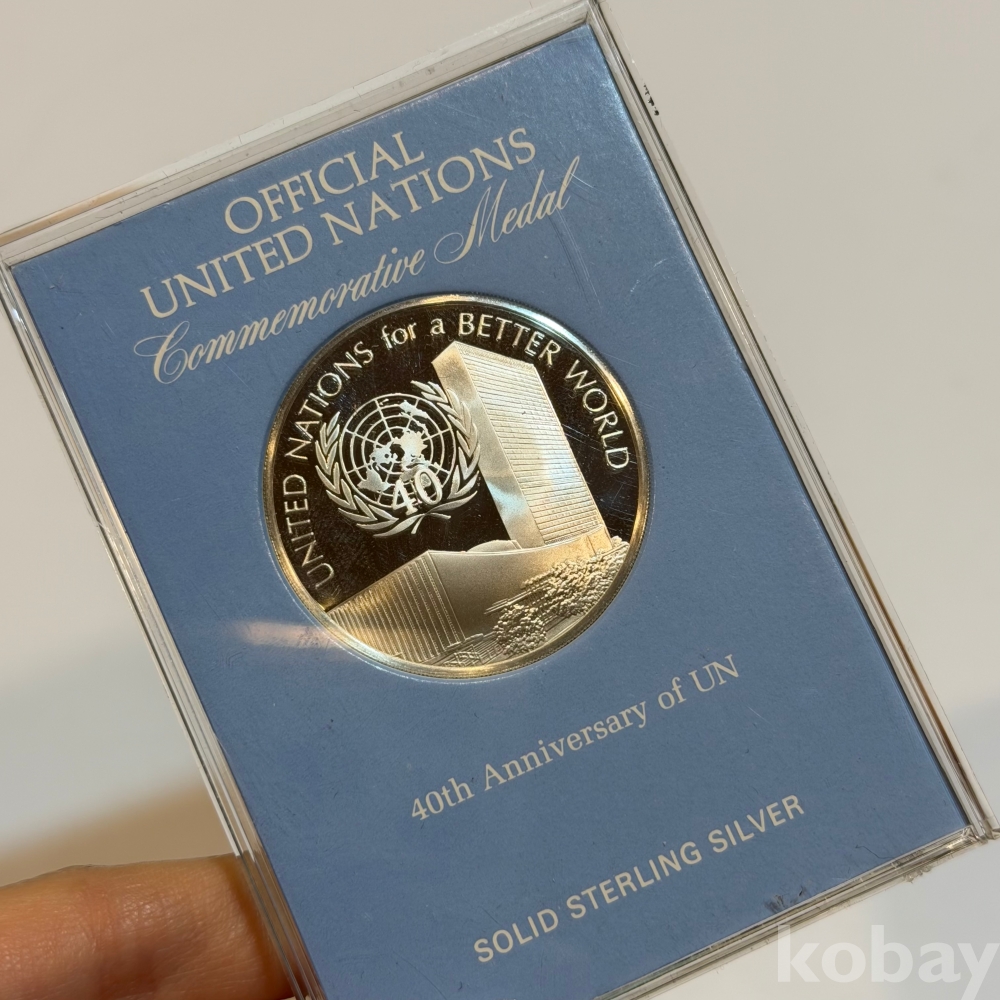 OFFICIAL
UNITED NATIONS
Commemorative Medal
UNITED NATIONS for a BETTER WORLD
40
40th Anniversary of UN
SOLID STERLING SILVER
kobay